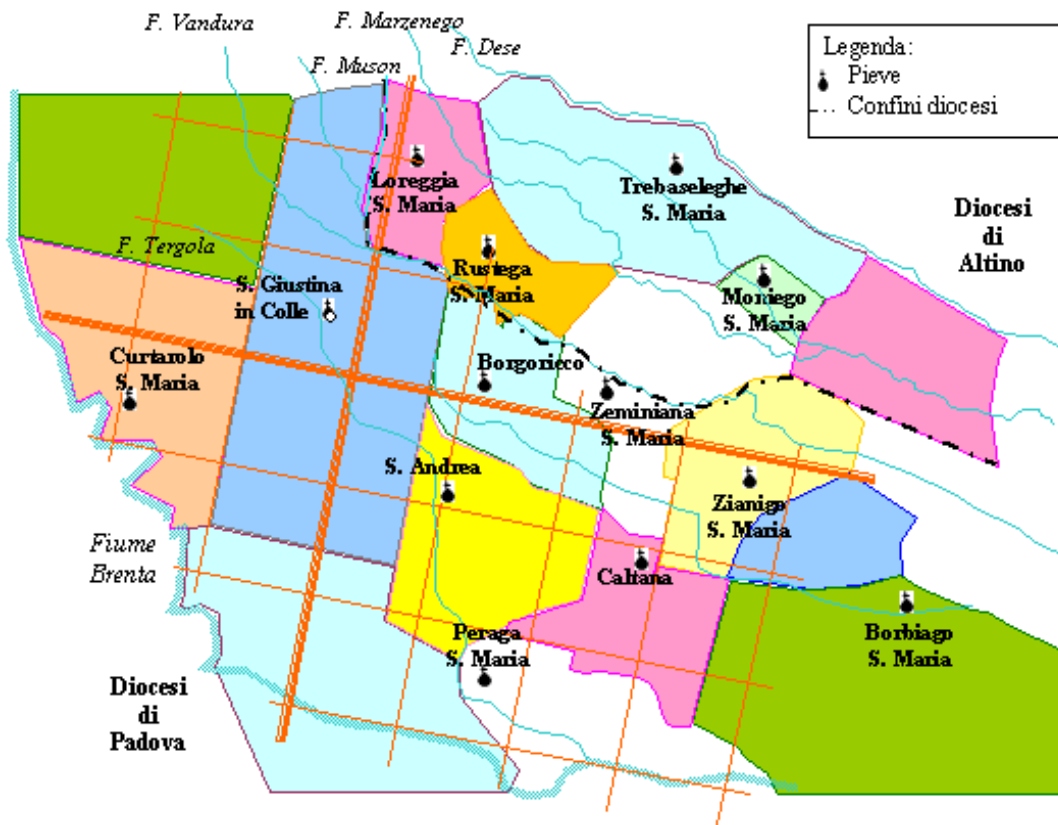 F. Vandura
F. Marzenego
F. Dese
F. Muson
Legenda:
Pieve
Confini diocesi
Loreggia
S. Maria
Trebaseleghe
S. Maria
Diocesi
di
Altino
F. Tergola
Rustega
S. Maria
S. Giustina
in Colle
Moniego
S. Maria
Curtarolo
S. Maria
Borgoricco
Zeminiana
S. Maria
S. Andrea
Zianigo
S. Maria
Fiume
Brenta
Caltana
Peraga
S. Maria
Borbiago
S. Maria
Diocesi
di
Padova